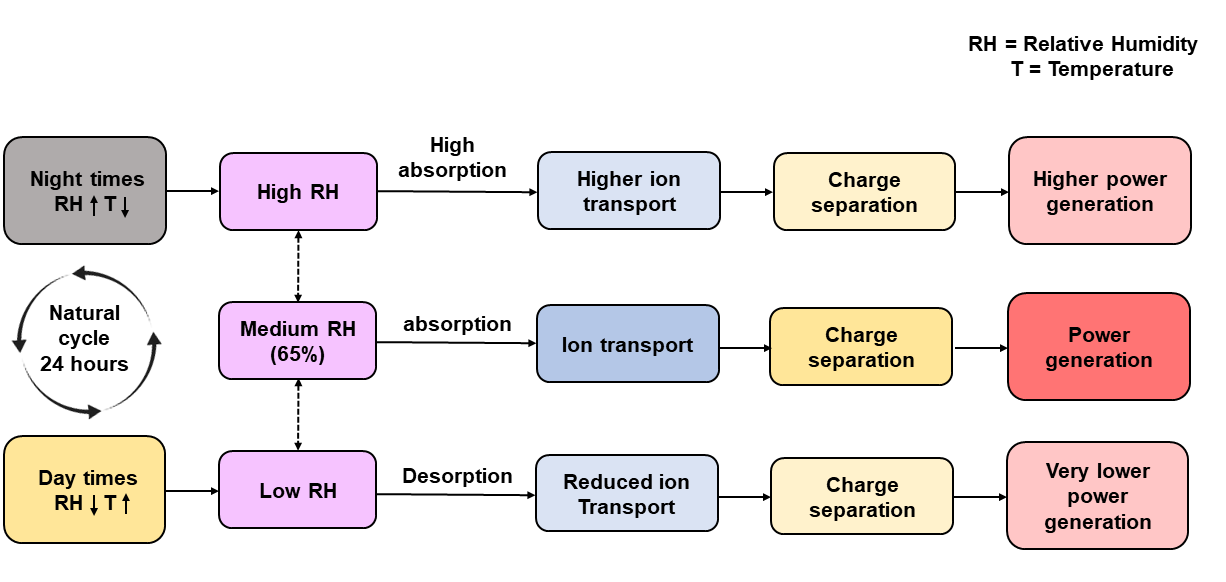 RH = Relative Humidity
T = Temperature
Night times
RH ↑ T ↓
High RH
High
absorption
Higher ion
transport
Charge
separation
Higher power
generation
Natural
cycle
24 hours
Medium RH
(65%)
absorption
Ion transport
Charge
separation
Power
generation
Day times
RH ↓ T ↑
Low RH
Desorption
Reduced ion
Transport
Charge
separation
Very lower
power
generation